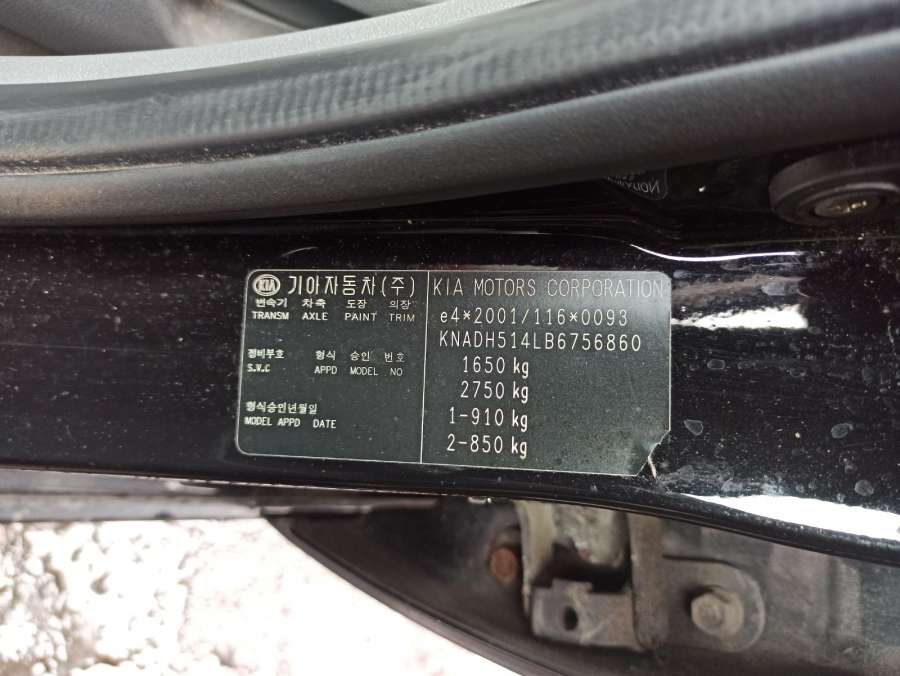 KIA 기아자동차(주)
변속기 차축 도장 의장
TRANSM AXLE PAINT TRIM
정비부호 형식 승인 번호
S.V.C APPD MODEL NO
형식승인년월일
MODEL APPD DATE
KIA MOTORS CORPORATION
e4*2001/116*0093
KNADH514LB6756860
1650 kg
2750 kg
1-910 kg
2-850 kg